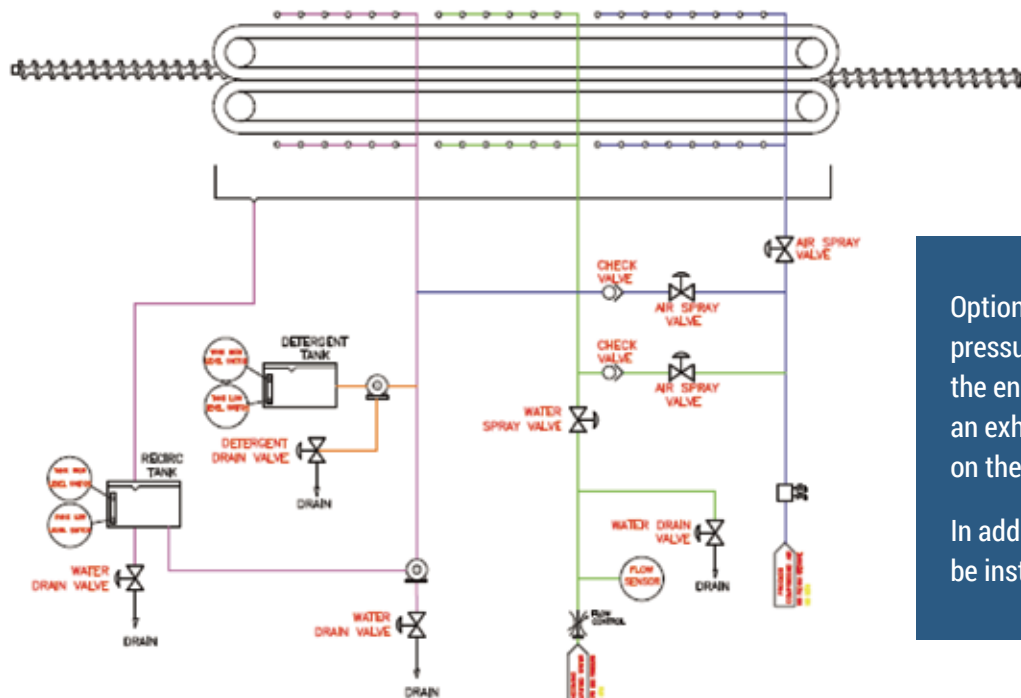 AIR SPRAY
VALVE
CHECK
VALVE
AIR SPRAY
VALVE
CHECK
VALVE
AIR SPRAY
VALVE
DETERGENT
TANK
WATER
SPRAY VALVE
DETERGENT
DRAIN VALVE
DRAIN
RECIRC
TANK
WATER DRAIN
VALVE
DRAIN
FLOW
SENSOR
FLOW
CONTROL
WATER
DRAIN VALVE
DRAIN
WATER
DRAIN VALVE
DRAIN
Option
pressu
the en
an exh
on the
In add
be inst